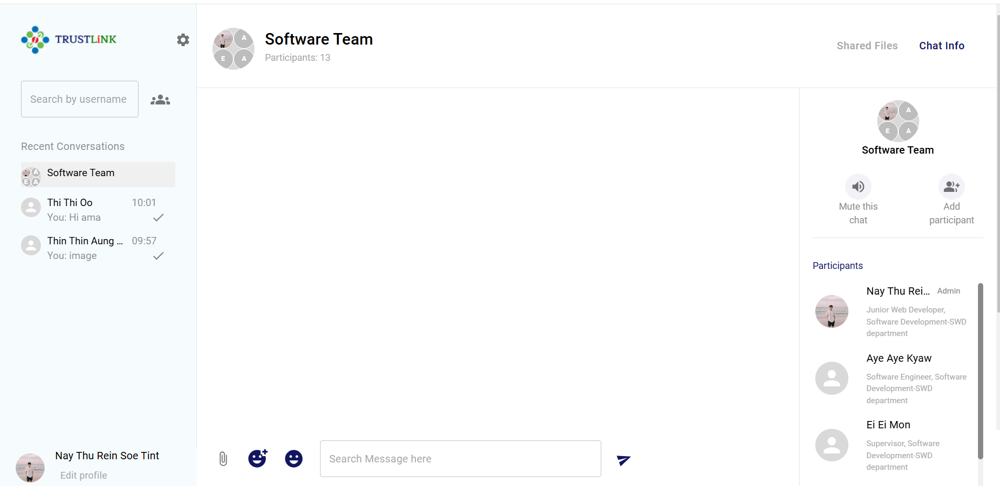 TRUSTLiNK
Search by username
Recent Conversations
A
E A
Software Team
Thi Thi Oo 10:01
You: Hi ama
Thin Thin Aung ... 09:57
You: image
Nay Thu Rein Soe Tint
Edit profile
A
E A
Software Team
Participants: 13
Shared Files Chat Info
Search Message here
A
E A
Software Team
Mute this
chat
Add
participant
Participants
Nay Thu Rei... Admin
Junior Web Developer,
Software Development-SWD
department
Aye Aye Kyaw
Software Engineer, Software
Development-SWD
department
Ei Ei Mon
Supervisor, Software
Development-SWD
department